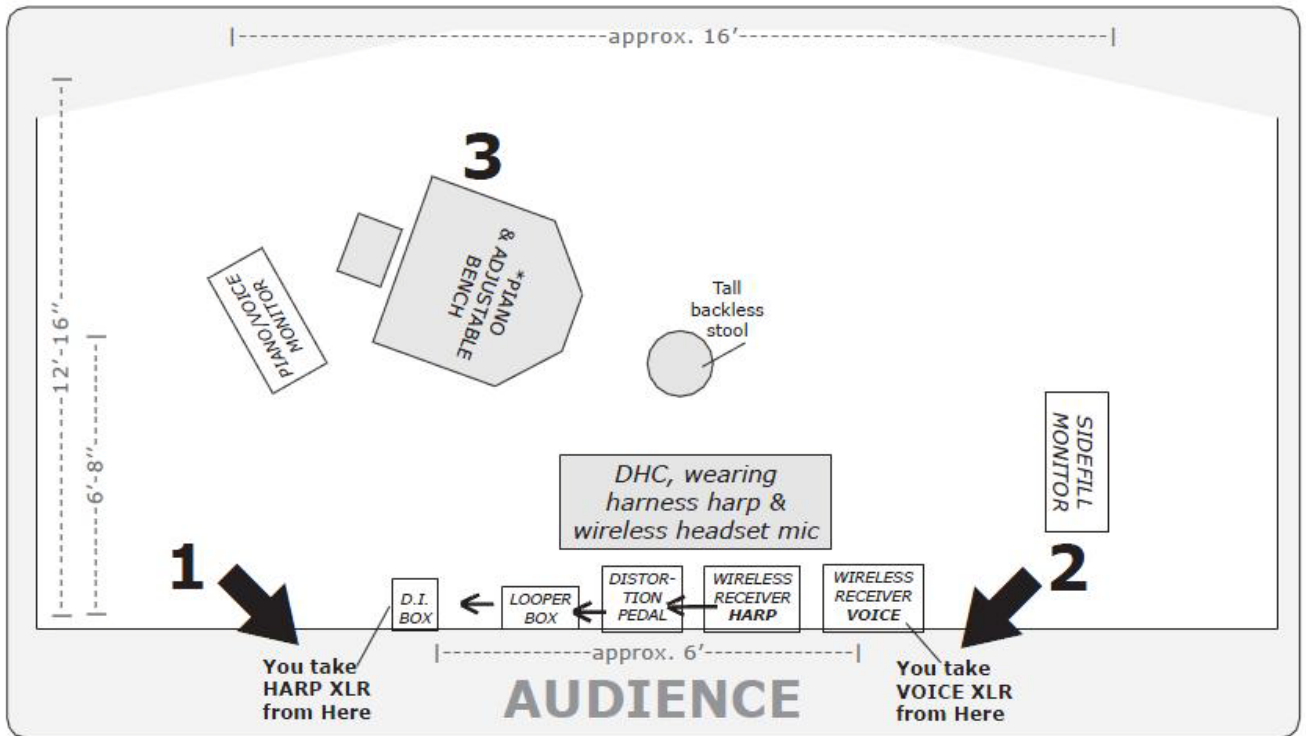 approx. 16’
3
*PIANO
& ADJUSTABLE
BENCH
PIANO/VOICE
MONITOR
Tall
backless
stool
12’-16’’
6’-8’’
SIDEFILL
MONITOR
DHC, wearing
harness harp &
wireless headset mic
1
2
D.I.
BOX
LOOPER
BOX
DISTOR-
TION
PEDAL
WIRELESS
RECEIVER
HARP
WIRELESS
RECEIVER
VOICE
approx. 6’
You take
HARP XLR
from Here
AUDIENCE
You take
VOICE XLR
from Here